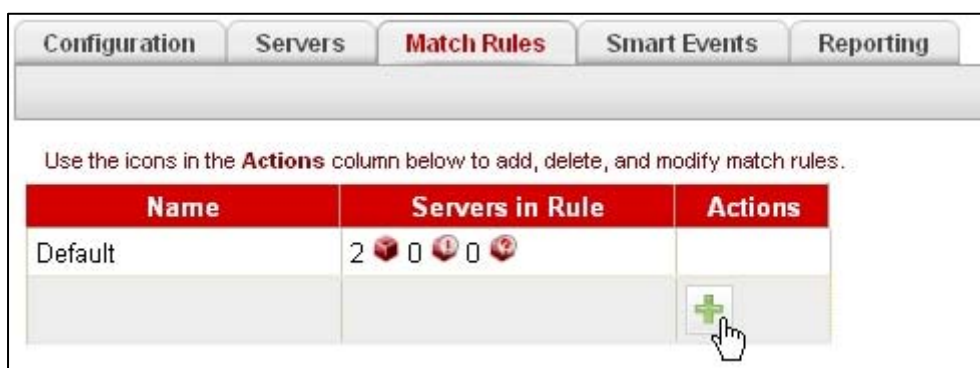 Configuration Servers Match Rules Smart Events Reporting
Use the icons in the Actions column below to add, delete, and modify match rules.
Name Servers in Rule Actions
Default 2 0 0